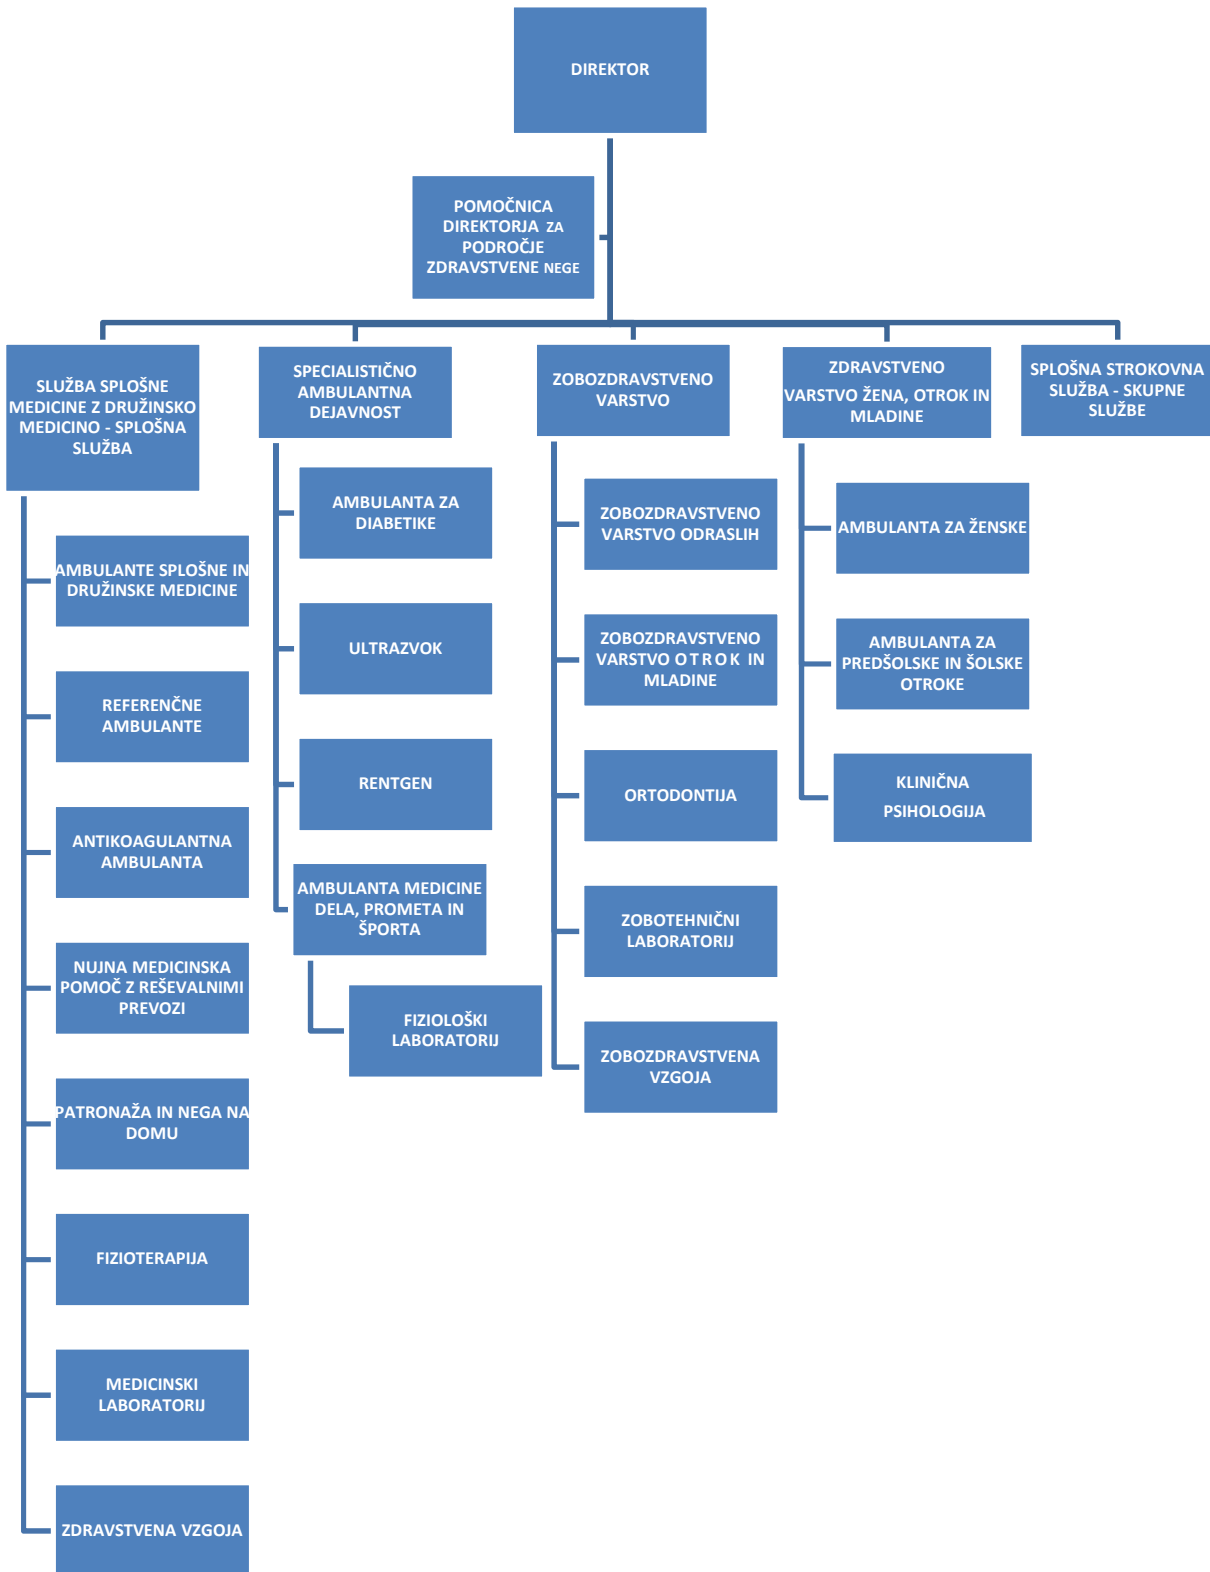 DIREKTOR
POMOČNICA
DIREKTORJA ZA
PODROČJE
ZDRAVSTVENE NEGE
SLUŽBA SPLOŠNE
MEDICINE Z DRUŽINSKO
MEDICINO - SPLOŠNA
SLUŽBA
AMBULANTE SPLOŠNE IN
DRUŽINSKE MEDICINE
REFERENČNE
AMBULANTE
ANTIKOAGULANTNA
AMBULANTA
NUJNA MEDICINSKA
POMOČ Z REŠEVALNIMI
PREVOZI
PATRONAŽA IN NEGA NA
DOMU
FIZIOTERAPIJA
MEDICINSKI
LABORATORIJ
ZDRAVSTVENA VZGOJA
SPECIALISTIČNO
AMBULANTNA
DEJAVNOST
AMBULANTA ZA
DIABETIKE
ULTRAZVOK
RENTGEN
AMBULANTA MEDICINE
DELA, PROMETA IN
ŠPORTA
FIZIOLOŠKI
LABORATORIJ
ZOBOZDRAVSTVENO
VARSTVO
ZOBOZDRAVSTVENO
VARSTVO ODRASLIH
ZOBOZDRAVSTVENO
VARSTVO OTROK IN
MLADINE
ORTODONTIJA
ZOBOTEHNIČNI
LABORATORIJ
ZOBOZDRAVSTVENA
VZGOJA
ZDRAVSTVENO
VARSTVO ŽENA, OTROK IN
MLADINE
AMBULANTA ZA ŽENSKE
AMBULANTA ZA
PREDŠOLSKE IN ŠOLSKE
OTROKE
KLINIČNA
PSIHOLOGIJA
SPLOŠNA STROKOVNA
SLUŽBA - SKUPNE
SLUŽBE